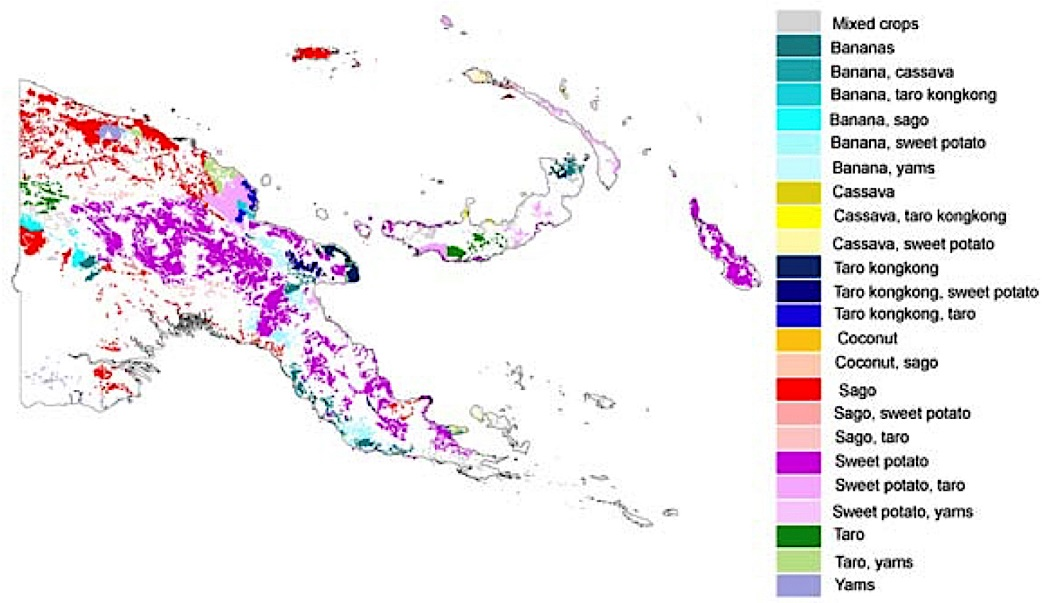 Mixed crops
Bananas
Banana, cassava
Banana, taro kongkong
Banana, sago
Banana, sweet potato
Banana, yams
Cassava
Cassava, taro kongkong
Cassava, sweet potato
Taro kongkong
Taro kongkong, sweet potato
Taro kongkong, taro
Coconut
Coconut, sago
Sago
Sago, sweet potato
Sago, taro
Sweet potato
Sweet potato, taro
Sweet potato, yams
Taro
Taro, yams
Yams